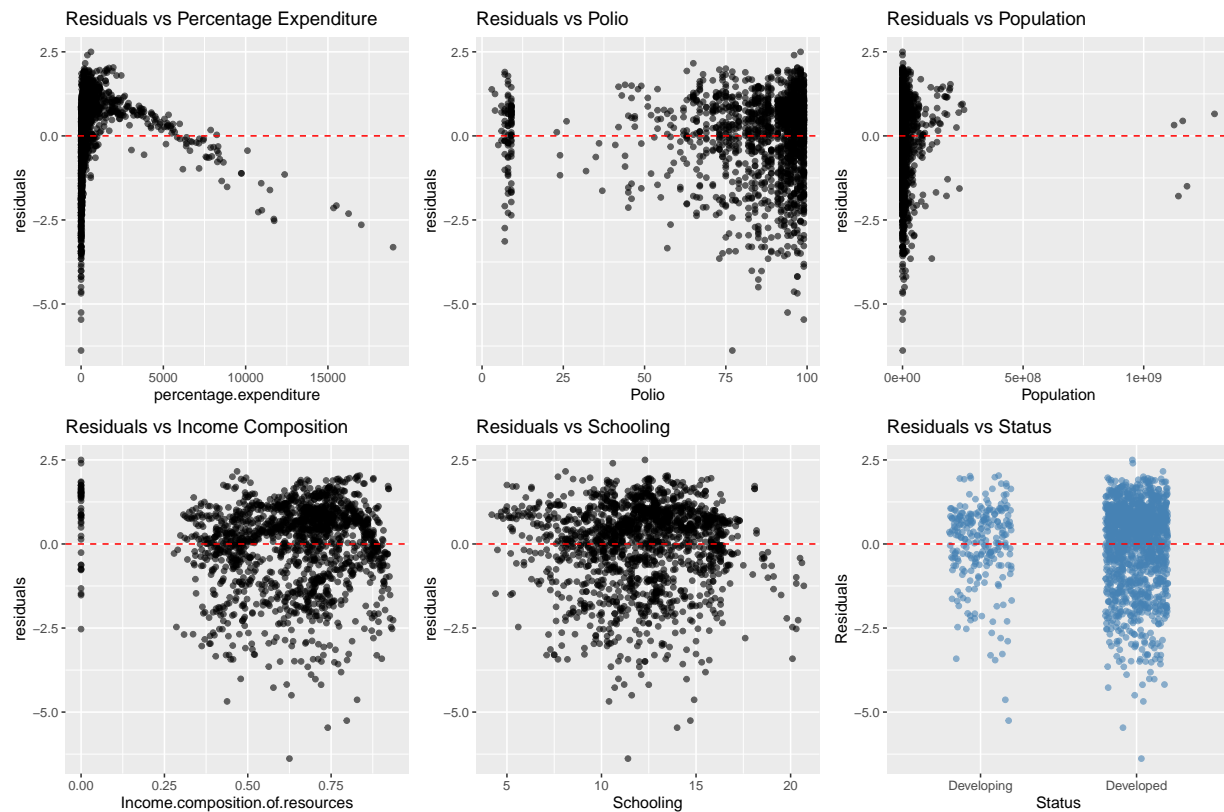 Residuals vs Percentage Expenditure
2.5
0.0
−2.5
−5.0
residuals
0 5000 10000 15000
percentage.expenditure
Residuals vs Polio
2.5
0.0
−2.5
−5.0
residuals
0 25 50 75 100
Polio
Residuals vs Population
2.5
0.0
−2.5
−5.0
residuals
0e+00 5e+08 1e+09
Population
Residuals vs Income Composition
2.5
0.0
−2.5
−5.0
residuals
0.00 0.25 0.50 0.75
Income.composition.of.resources
Residuals vs Schooling
2.5
0.0
−2.5
−5.0
residuals
5 10 15 20
Schooling
Residuals vs Status
2.5
0.0
−2.5
−5.0
Residuals
Developing Developed
Status